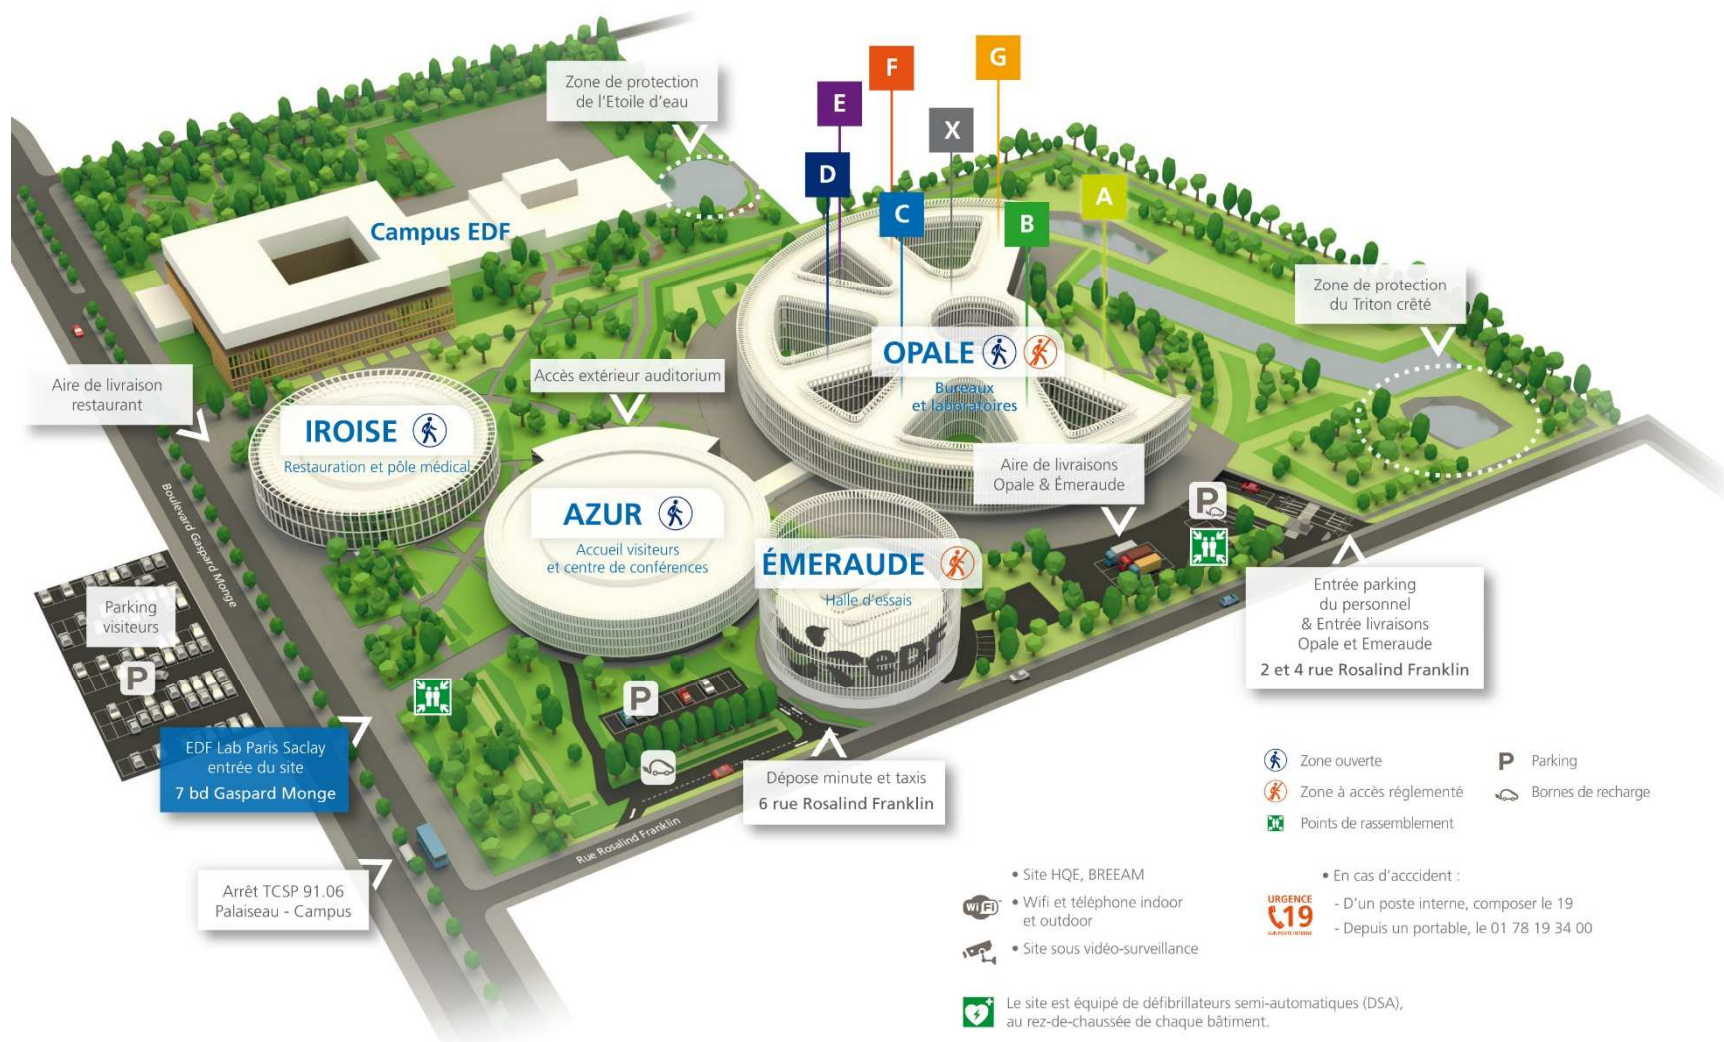 Zone de protection
de l'Etoile d'eau
F
G
E
X
D
C
A
B
Campus EDF
Zone de protection
du Triton crêté
OPALE
Bureaux
et laboratoires
Accès extérieur auditorium
Aire de livraison
restaurant
IROISE
Restauration et pôle médical
Aire de livraisons
Opale & Émeraude
AZUR
Accueil visiteurs
et centre de conférences
P
ÉMERAUDE
Halle d'essais
eDF
Boulevard Gaspard Monge
Parking
visiteurs
P
Entrée parking
du personnel
& Entrée livraisons
Opale et Emeraude
2 et 4 rue Rosalind Franklin
P
EDF Lab Paris Saclay
entrée du site
7 bd Gaspard Monge
Dépose minute et taxis
6 rue Rosalind Franklin
Rue Rosalind Franklin
Arrêt TCSP 91.06
Palaiseau - Campus
Zone ouverte
P Parking
Zone à accès réglementé
Bornes de recharge
Points de rassemblement
• Site HQE, BREEAM
WiFi
• Wifi et téléphone indoor
et outdoor
• Site sous vidéo-surveillance
• En cas d'acccident :
URGENCE
19
SUR POSTE INTERNE
- D'un poste interne, composer le 19
- Depuis un portable, le 01 78 19 34 00
Le site est équipé de défibrillateurs semi-automatiques (DSA),
au rez-de-chaussée de chaque bâtiment.